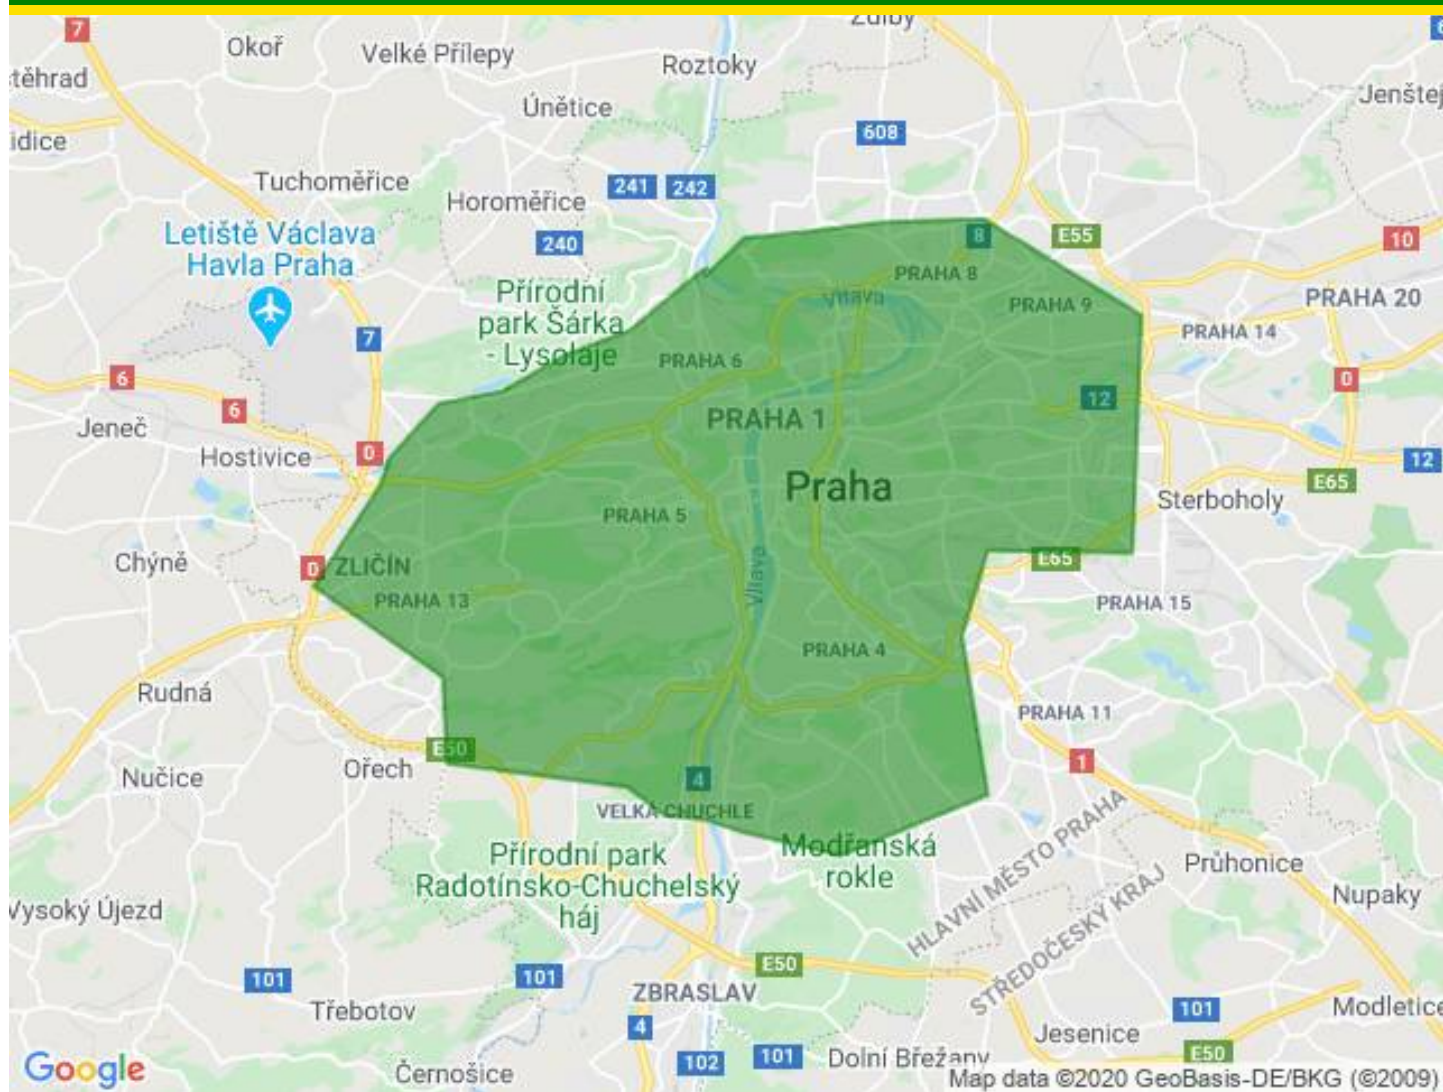 Zdiby
7
Okoř
Velké Přílepy
Roztoky
těhrad
Únětice
Jenštej
608
idice
Tuchoměřice
241
242
Horoměřice
Letiště Václava
Havla Praha
240
8
E55
10
PRAHA 8
Přírodní
park Šárka
- Lysolaje
Vltava
PRAHA 9
PRAHA 20
7
PRAHA 14
PRAHA 6
6
D
12
6
PRAHA 1
Jeneč
Hostivice
D
12
Praha
E65
Sterboholy
PRAHA 5
Chýně
D
ZLIČÍN
Vltava
E65
PRAHA 13
PRAHA 15
PRAHA 4
Rudná
PRAHA 11
E50
Ořech
1
Nučice
4
VELKÁ CHUCHLE
Přírodní park
Radotínsko-Chuchelský
háj
Modřanská
rokle
HLAVNÍ MĚSTO PRAHA
STŘEDOČESKÝ KRAJ
Průhonice
Nupaky
Vysoký Újezd
E50
101
101
ZBRASLAV
Třebotov
4
101
Modletice
Jesenice
E50
Google
Černošice
102
101
Dolní Břežany
Map data ©2020 GeoBasis-DE/BKG (©2009)